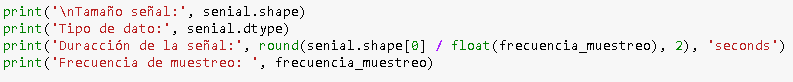 print('\nTamaño señal:', senial.shape)
print('Tipo de dato:', senial.dtype)
print('Duracción de la señal:', round(senial.shape[0] / float(frecuencia_muestreo), 2), 'seconds')
print('Frecuencia de muestreo: ', frecuencia_muestreo)